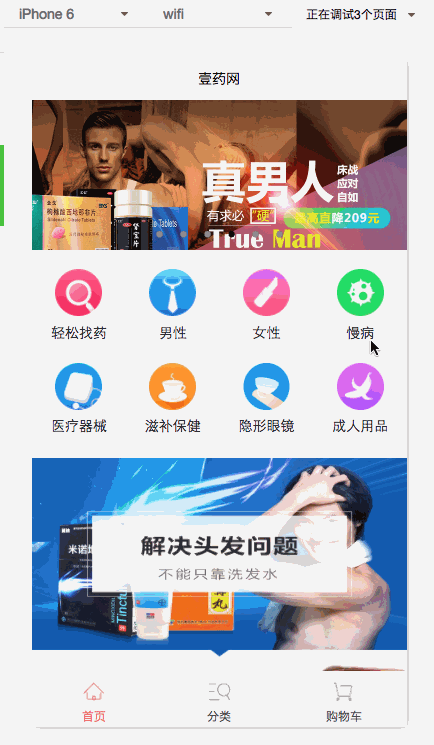 iPhone 6
wifi
正在调试3个页面
壹药网
真男人
床战
应对
自如
有求必"硬"
最高直降209元
True Man
轻松找药
男性
女性
慢病
医疗器械
滋补保健
隐形眼镜
成人用品
解决头发问题
不能只靠洗发水
首页
分类
购物车